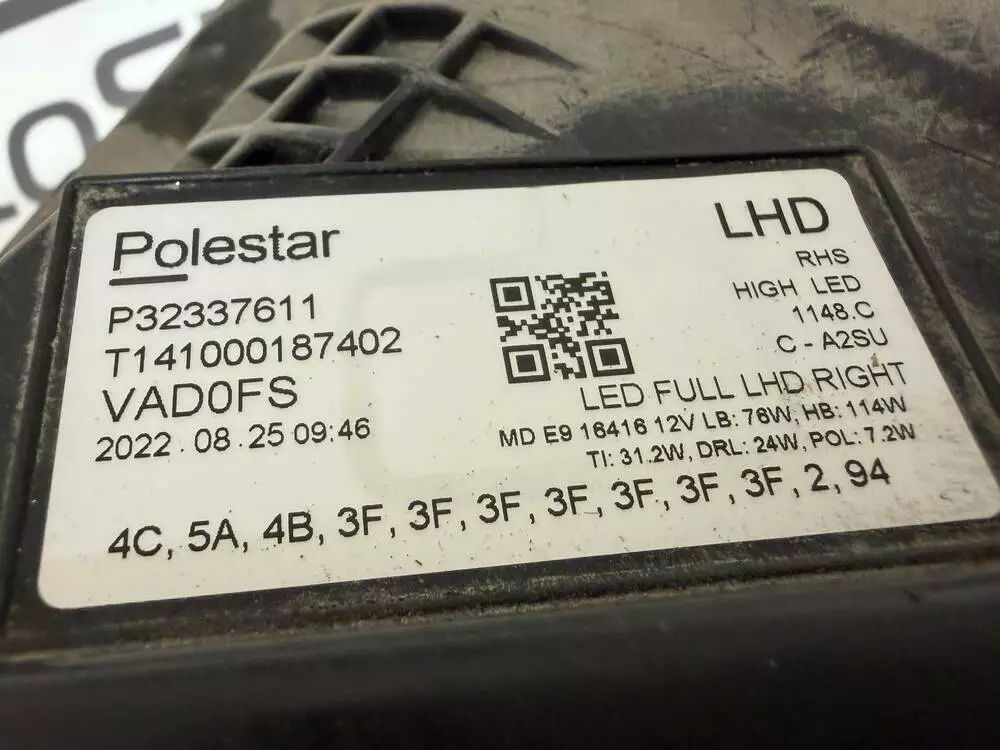 OS
Polestar
LHD
P32337611
T141000187402
VAD0FS
2022.08.25 09:46
RHS
HIGH LED
1148.C
C - A2SU
LED FULL LHD RIGHT
MD E9 16416 12V LB: 76W, HB: 114W
TI: 31.2W, DRL: 24W, POL: 7.2W
4C, 5A, 4B, 3F, 3F, 3F, 3F, 3F, 3F, 3F, 2, 94